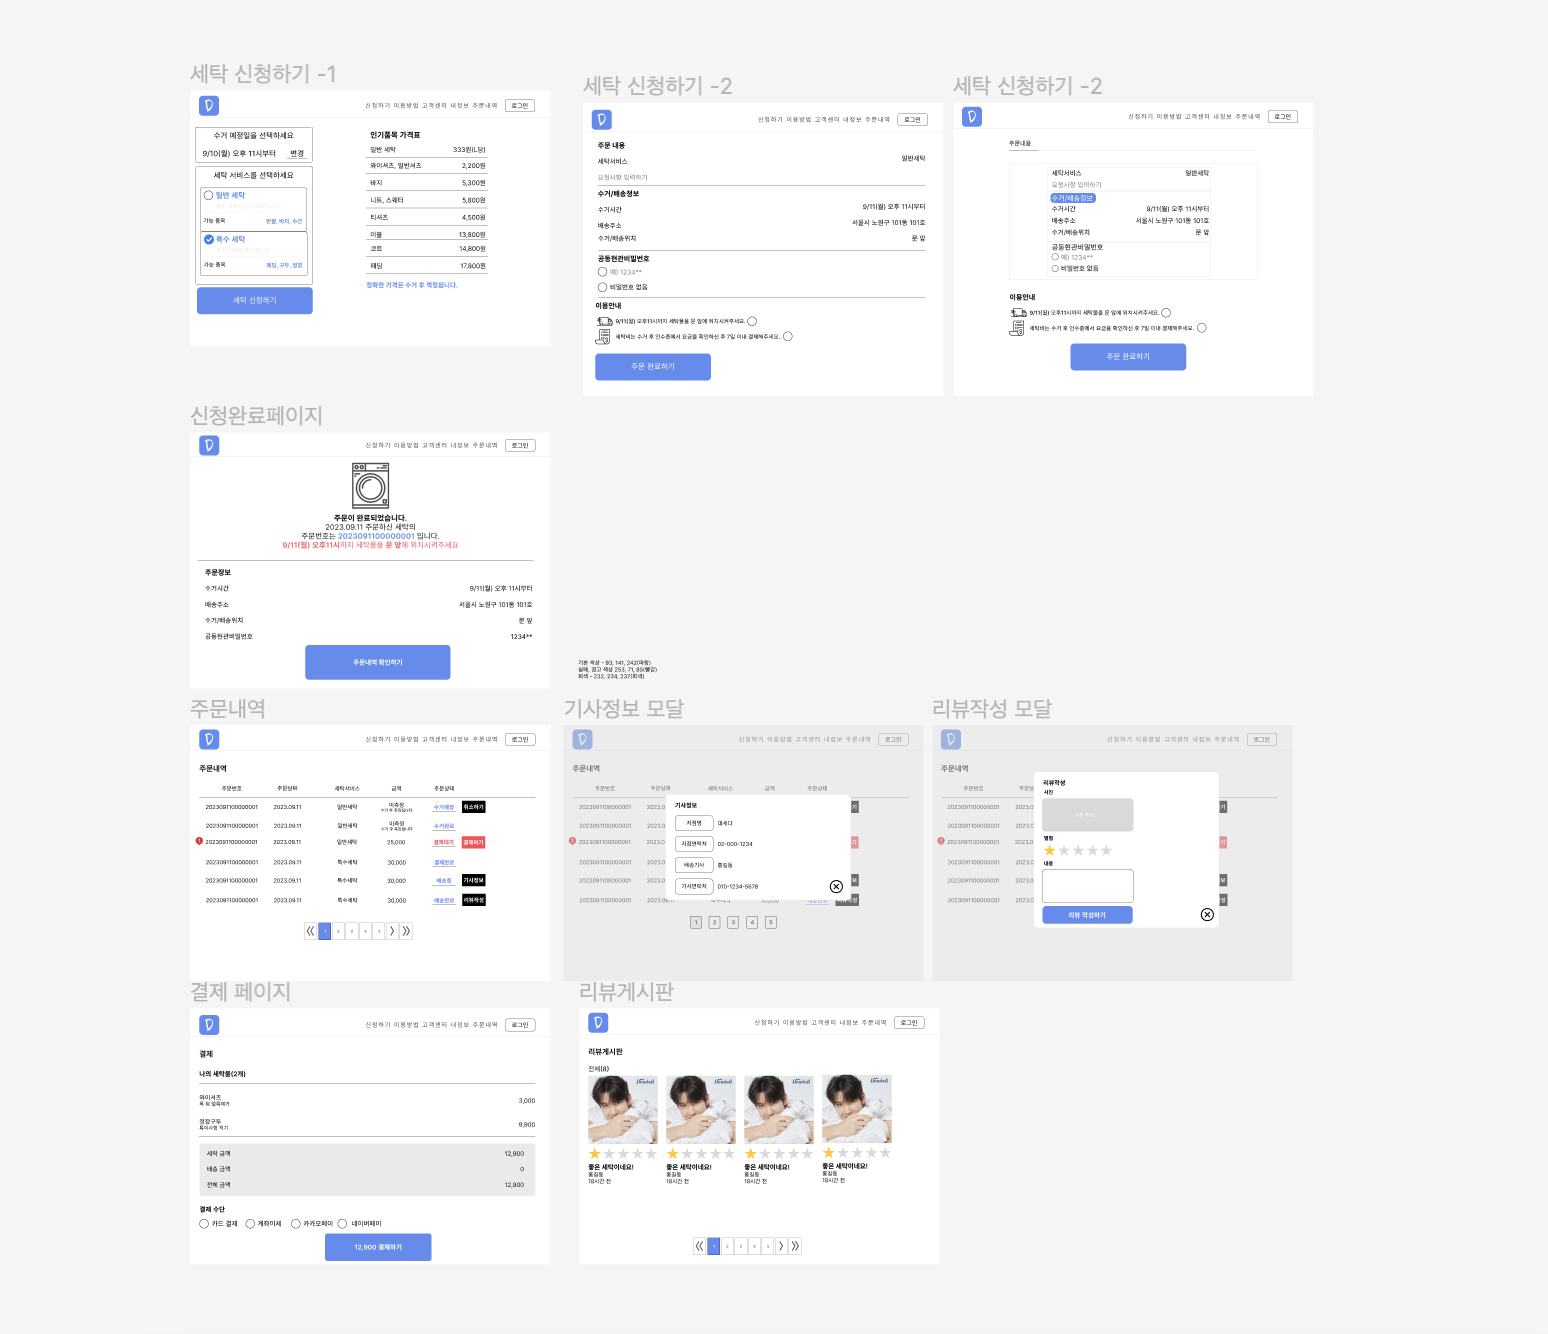 세탁 신청하기 -1
신청하기 이용방법 고객센터 내정보 주문내역 로그인
수거 예정일을 선택하세요
9/10(월) 오후 11시부터 변경
세탁 서비스를 선택하세요
일반 세탁
가능 품목
특수 세탁
가능 품목 패딩, 구두, 정장
세탁 신청하기
인기품목 가격표
일반 세탁 333원(L당)
와이셔츠, 일반셔츠 2,200원
바지 5,300원
니트, 스웨터 5,800원
티셔츠 4,500원
이불 13,800원
코트 14,800원
패딩 17,800원
정확한 가격은 수거 후 책정됩니다.
세탁 신청하기 -2
신청하기 이용방법 고객센터 내정보 주문내역 로그인
주문 내용
세탁서비스 일반세탁
요청사항 입력하기
수거/배송정보
수거시간 9/11(월) 오후 11시부터
배송주소 서울시 노원구 101동 101호
수거/배송위치 문 앞
공동현관비밀번호
예) 1234**
비밀번호 없음
이용안내
9/11(월) 오후11시까지 세탁물을 문 앞에 위치시켜주세요.
세탁비는 수거 후 인수증에서 요금을 확인하신 후 7일 이내 결제해주세요.
주문 완료하기
세탁 신청하기 -2
신청하기 이용방법 고객센터 내정보 주문내역 로그인
주문내용
세탁서비스 일반세탁
요청사항 입력하기
수거/배송정보
수거시간 9/11(월) 오후 11시부터
배송주소 서울시 노원구 101동 101호
수거/배송위치 문 앞
공동현관비밀번호
예) 1234**
비밀번호 없음
이용안내
9/11(월) 오후11시까지 세탁물을 문 앞에 위치시켜주세요.
세탁비는 수거 후 인수증에서 요금을 확인하신 후 7일 이내 결제해주세요.
주문 완료하기
신청완료페이지
신청하기 이용방법 고객센터 내정보 주문내역 로그인
주문이 완료되었습니다.
2023.09.11 주문하신 세탁의
주문번호는 2023091100000001 입니다.
9/11(월) 오후11시까지 세탁물을 문 앞에 위치시켜주세요
주문정보
수거시간 9/11(월) 오후 11시부터
배송주소 서울시 노원구 101동 101호
수거/배송위치 문 앞
공동현관비밀번호 1234**
주문내역 확인하기
기본 색상 - 93, 141, 242(파랑)
실패, 경고 색상 253, 71, 85(빨강)
회색 - 232, 234, 237(회색)
주문내역
신청하기 이용방법 고객센터 내정보 주문내역 로그인
주문내역
주문번호 주문날짜 세탁서비스 금액 주문상태
2023091100000001 2023.09.11 일반세탁 미측정 수거예정 취소하기
2023091100000001 2023.09.11 일반세탁 미측정 수거완료
2023091100000001 2023.09.11 일반세탁 25,000 결제대기 결제하기
2023091100000001 2023.09.11 특수세탁 30,000 결제완료
2023091100000001 2023.09.11 특수세탁 30,000 배송중 기사정보
2023091100000001 2023.09.11 특수세탁 30,000 배송완료 리뷰작성
1 2 3 4 5
기사정보 모달
신청하기 이용방법 고객센터 내정보 주문내역 로그인
주문내역
주문번호 주문날짜 세탁서비스 금액 주문상태
2023091100000001
2023091100000001
2023091100000001
2023091100000001
2023091100000001
2023091100000001
기사정보
지점명 대세다
지점연락처 02-000-1234
배송기사 홍길동
기사연락처 010-1234-5678
1 2 3 4 5
리뷰작성 모달
신청하기 이용방법 고객센터 내정보 주문내역 로그인
주문내역
주문번호
2023091100000001
2023091100000001
2023091100000001
2023091100000001
2023091100000001
2023091100000001
리뷰작성
사진
별점
내용
리뷰 작성하기
결제 페이지
신청하기 이용방법 고객센터 내정보 주문내역 로그인
결제
나의 세탁물(2개)
와이셔츠 3,000
목 뒤 얼룩제거
정장구두 9,900
특이사항 적기
세탁 금액 12,900
배송 금액 0
전체 금액 12,900
결제 수단
카드 결제 계좌이체 카카오페이 네이버페이
12,900 결제하기
리뷰게시판
신청하기 이용방법 고객센터 내정보 주문내역 로그인
리뷰게시판
전체(8)
좋은 세탁이네요! 좋은 세탁이네요! 좋은 세탁이네요! 좋은 세탁이네요!
홍길동 홍길동 홍길동 홍길동
18시간 전 18시간 전 18시간 전 18시간 전
1 2 3 4 5